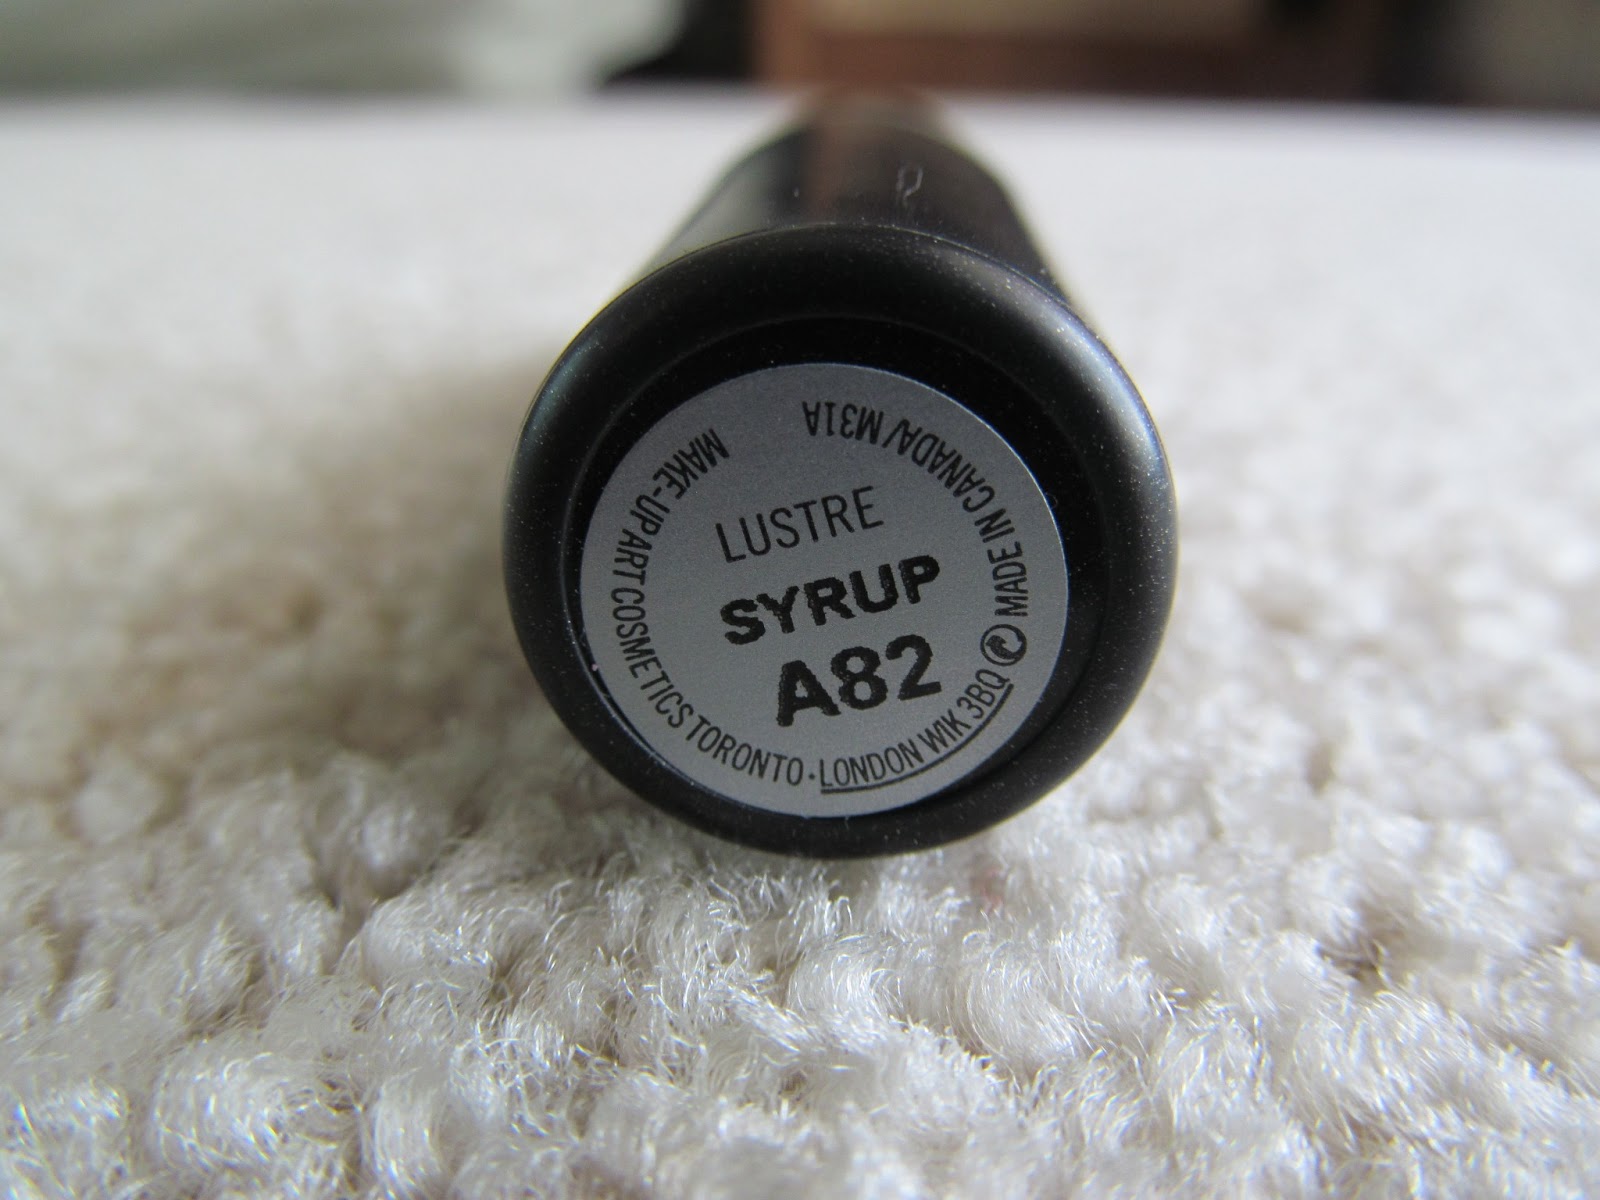 LUSTRE
SYRUP
A82
MAKE-UP ART COSMETICS TORONTO · LONDON W1K 3BQ MADE IN CANADA/ M31A